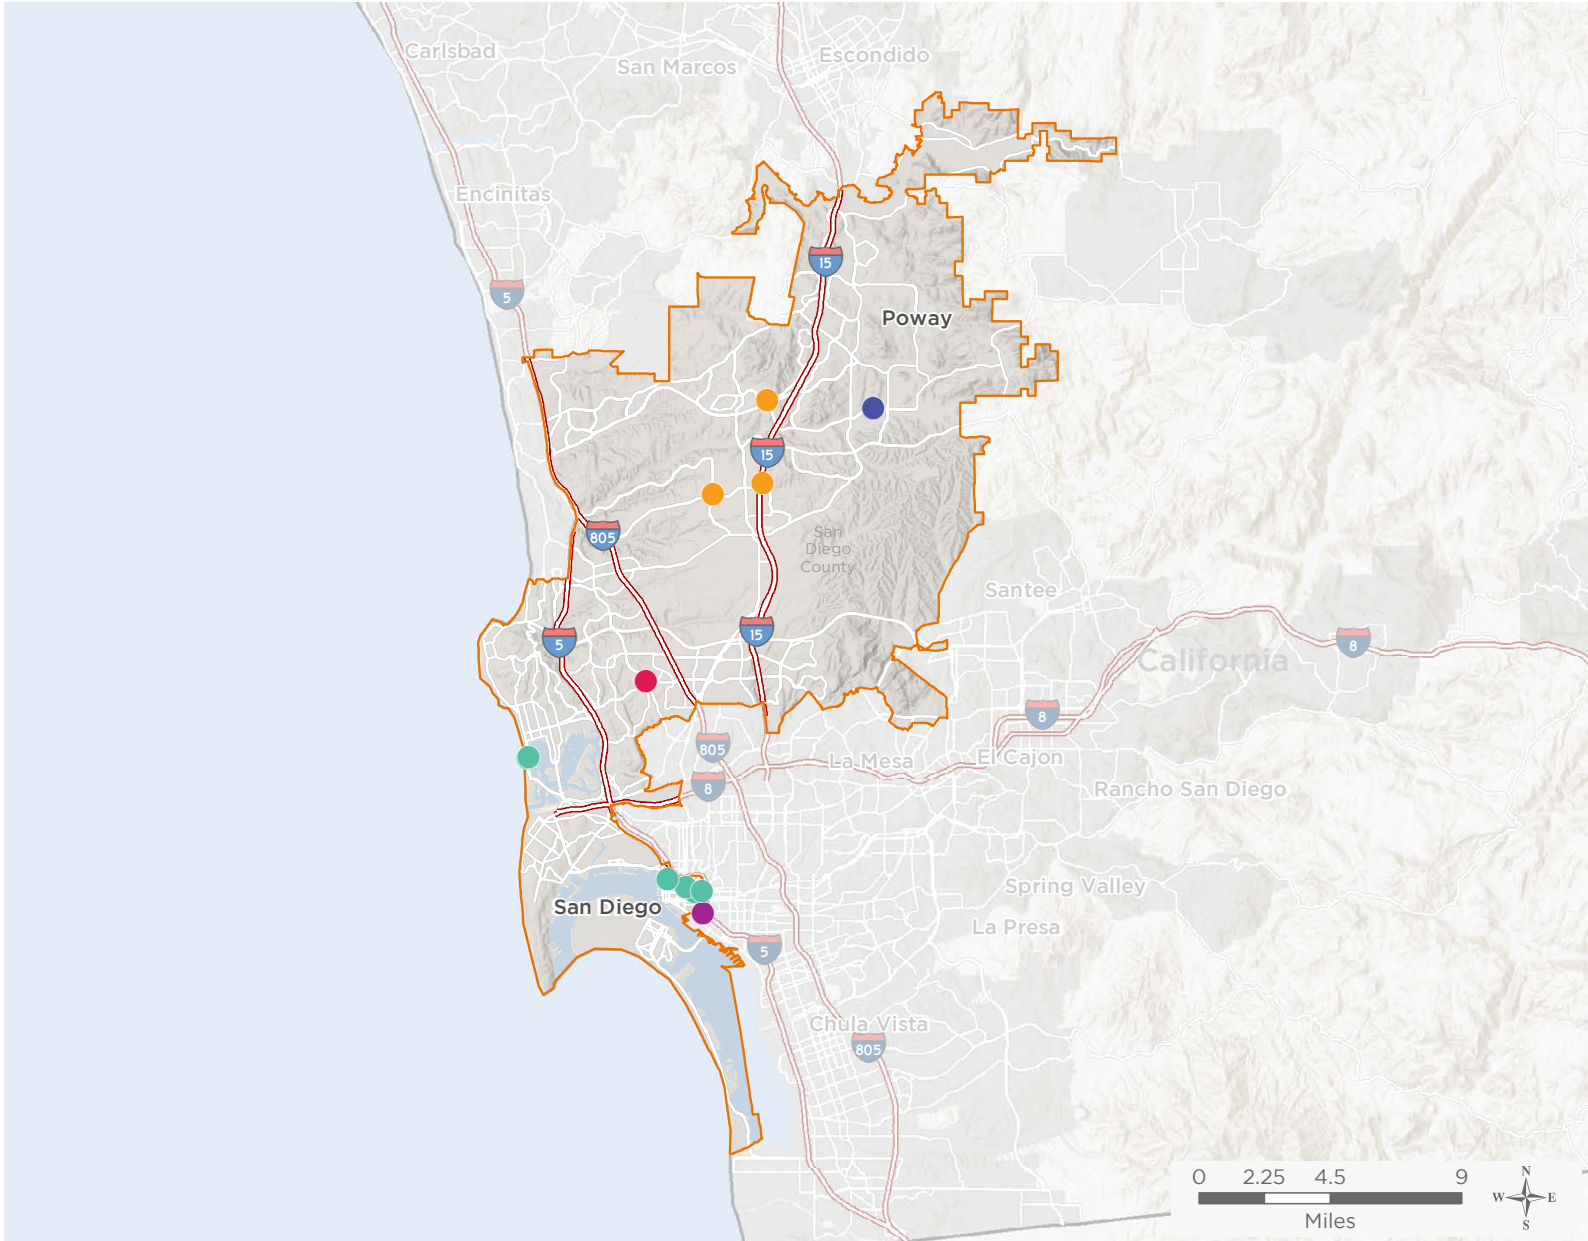 Carlsbad
Escondido
San Marcos
Encinitas
15
5
Poway
15
805
San
Diego
County
Santee
15
5
8
California
8
805
La Mesa
El Cajon
8
Rancho San Diego
Spring Valley
San Diego
La Presa
5
Chula Vista
805
0 2.25 4.5 9
Miles
N
W E
S